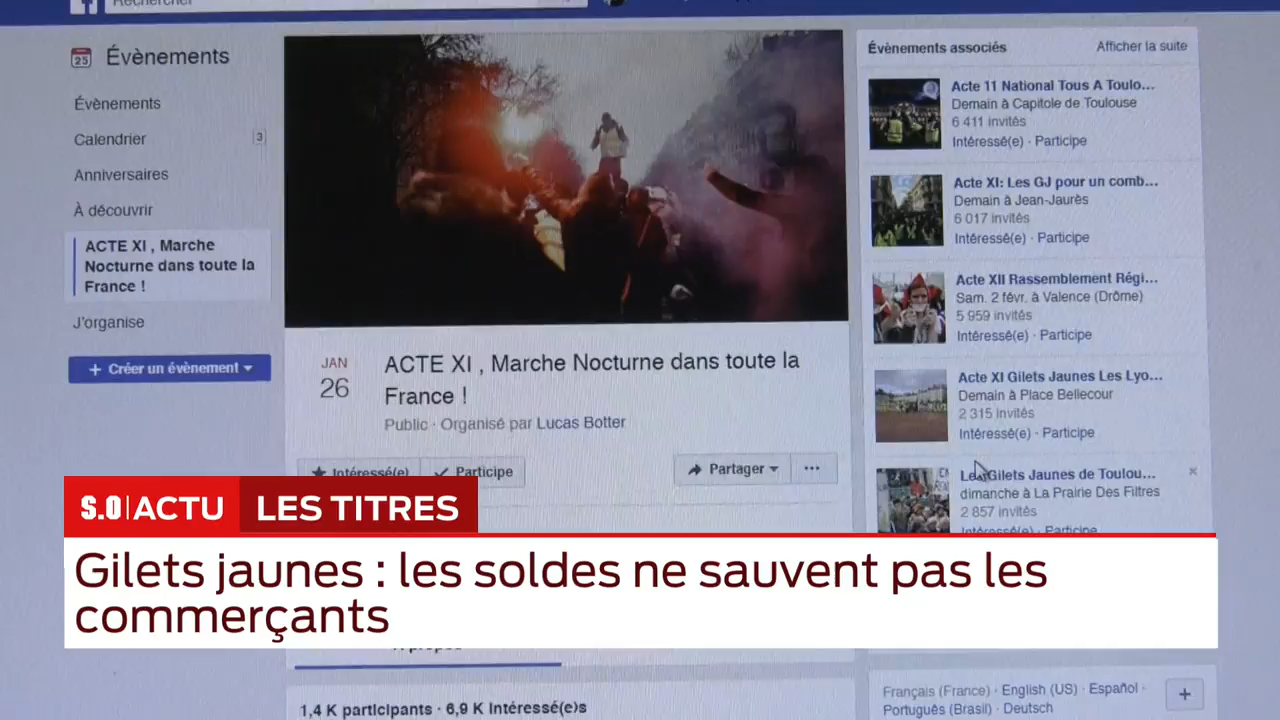 Rechercher
25
Évènements
Évènements
Calendrier
3
Anniversaires
À découvrir
ACTE XI , Marche
Nocturne dans toute la
France !
J'organise
+ Créer un évènement
JAN
26
ACTE XI , Marche Nocturne dans toute la
France !
Public · Organisé par Lucas Botter
Intéressé(e)
Participe
Partager
...
Évènements associés
Afficher la suite
Acte 11 National Tous A Toulo...
Demain à Capitole de Toulouse
6 411 invités
Intéressé(e) · Participe
Acte XI: Les GJ pour un comb...
Demain à Jean-Jaurès
6 017 invités
Intéressé(e) · Participe
Acte XII Rassemblement Régi...
Sam. 2 févr. à Valence (Drôme)
5 959 invités
Intéressé(e) · Participe
Acte XI Gilets Jaunes Les Lyo...
Demain à Place Bellecour
2 315 invités
Intéressé(e) · Participe
Les Gilets Jaunes de Toulou...
dimanche à La Prairie Des Filtres
2 857 invités
Intéressé(e) · Participe
S.O ACTU LES TITRES
Gilets jaunes : les soldes ne sauvent pas les
commerçants
1,4 K participants · 6,9 K intéressé(e)s
Français (France) · English (US) · Español ·
Português (Brasil) · Deutsch
+